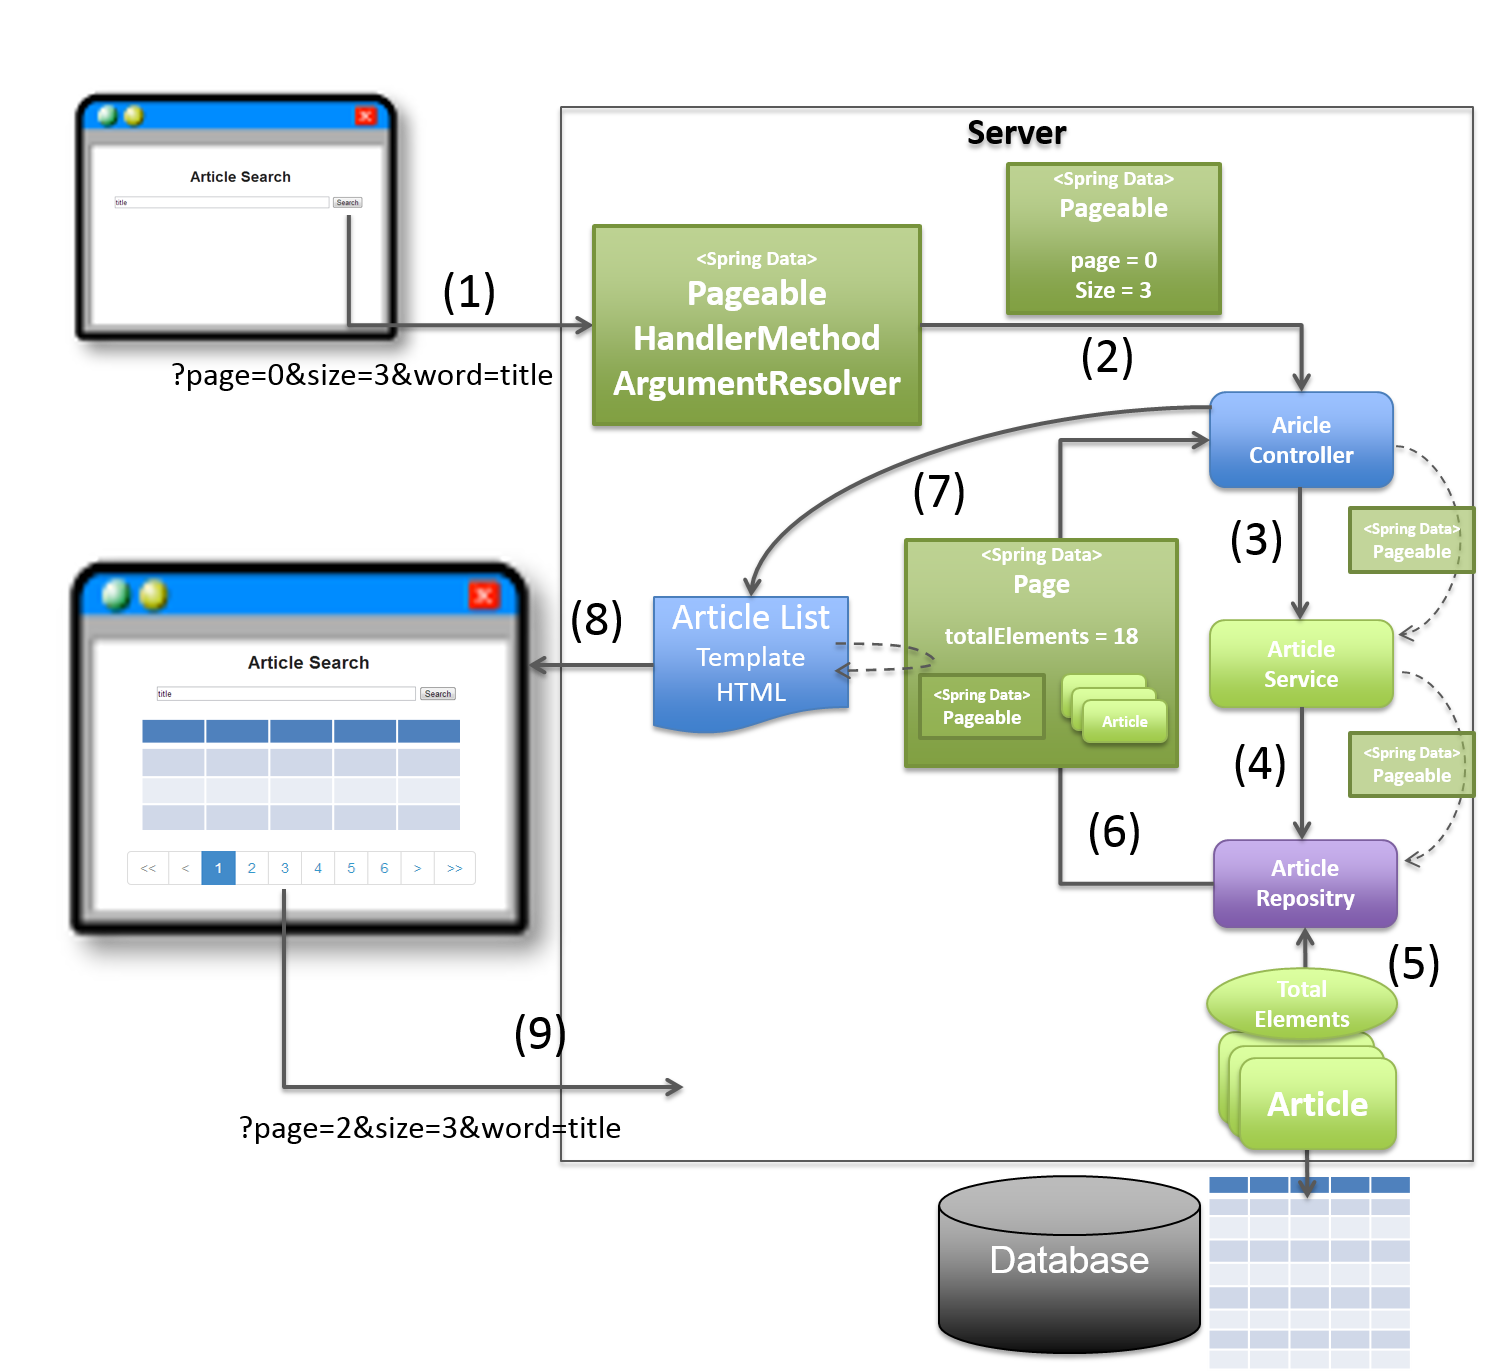 Article Search
title
Search
(1)
?page=0&size=3&word=title
Server
<Spring Data>
Pageable
HandlerMethod
ArgumentResolver
<Spring Data>
Pageable
page = 0
Size = 3
(2)
Aricle
Controller
(3)
<Spring Data>
Pageable
Article
Service
(4)
<Spring Data>
Pageable
Article
Repositry
(5)
Total
Elements
Article
Database
(6)
<Spring Data>
Page
totalElements = 18
<Spring Data>
Pageable
Article
(7)
Article List
Template
HTML
(8)
Article Search
title
Search
<< < 1 2 3 4 5 6 > >>
(9)
?page=2&size=3&word=title